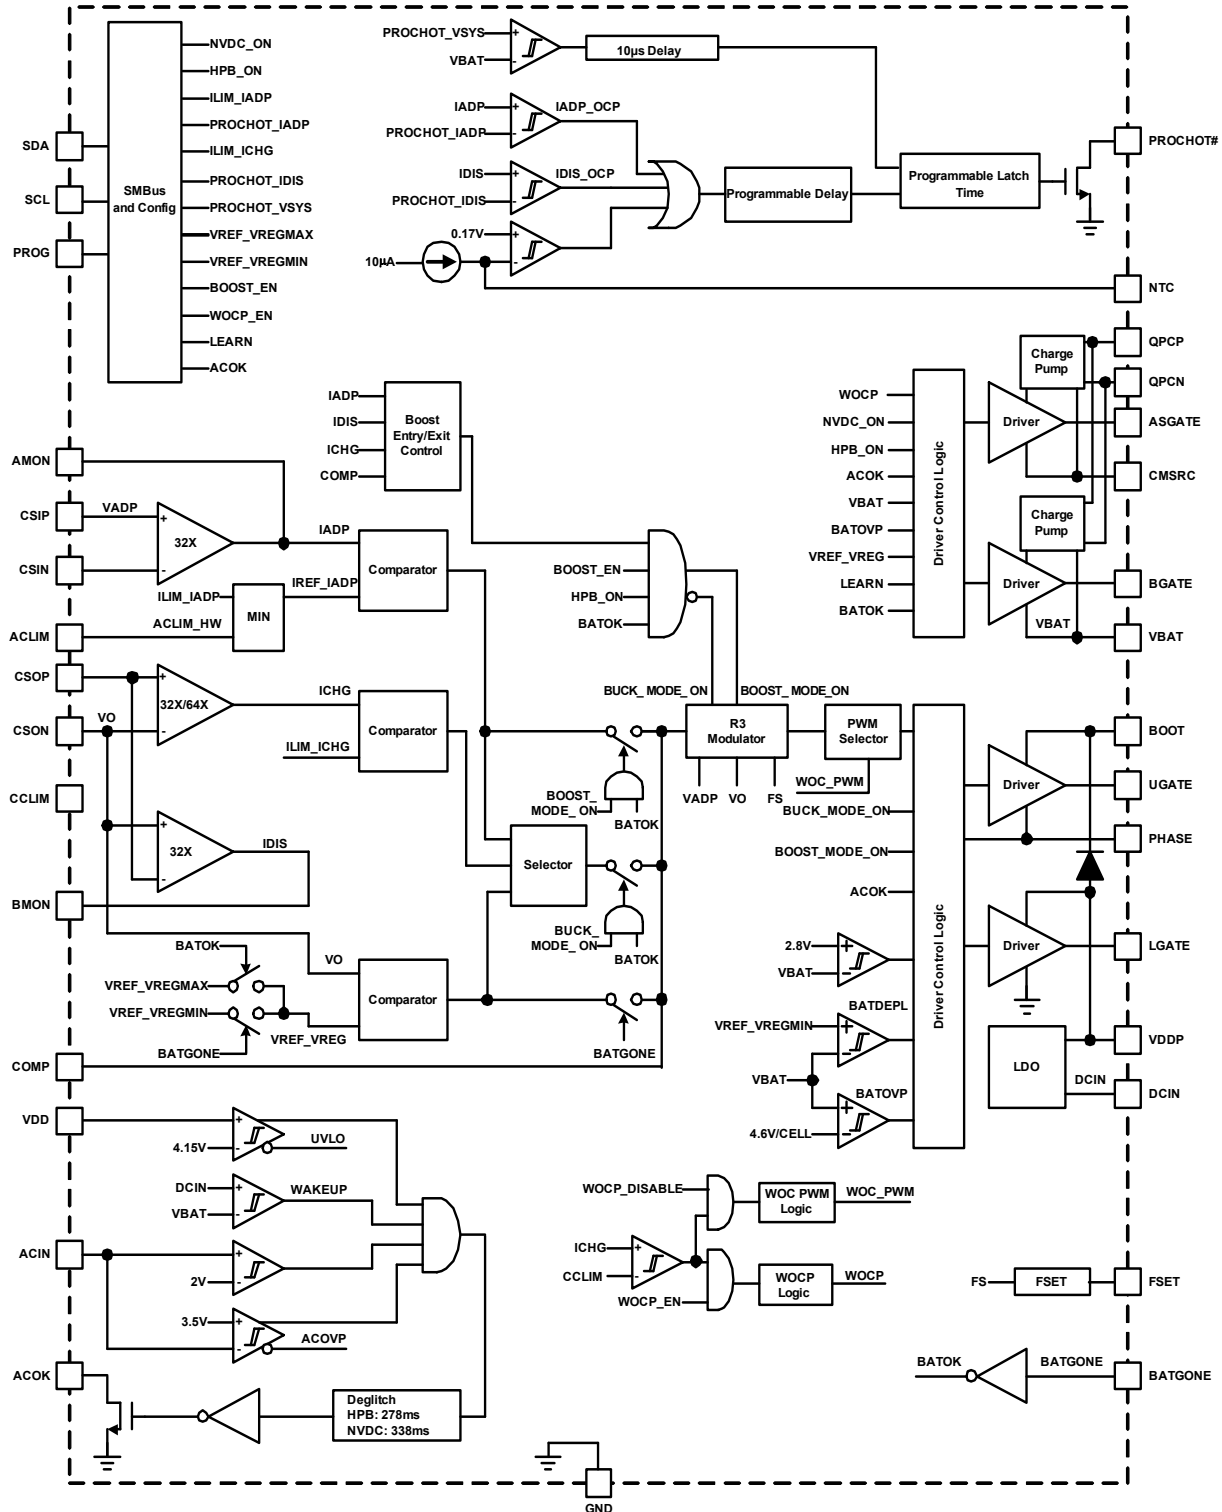 SDA
SCL
PROG
SMBus
and Config
NVDC_ON
HPB_ON
ILIM_IADP
PROCHOT_IADP
ILIM_ICHG
PROCHOT_IDIS
PROCHOT_VSYS
VREF_VREGMAX
VREF_VREGMIN
BOOST_EN
WOCP_EN
LEARN
ACOK
PROCHOT_VSYS
VBAT
10µs Delay
IADP
PROCHOT_IADP
IADP_OCP
IDIS
PROCHOT_IDIS
IDIS_OCP
0.17V
10µA
Programmable Delay
Programmable Latch
Time
PROCHOT#
NTC
QPCP
QPCN
ASGATE
CMSRC
BGATE
VBAT
Charge
Pump
Driver
Charge
Pump
Driver
VBAT
Driver Control Logic
WOCP
NVDC_ON
HPB_ON
ACOK
VBAT
BATOVP
VREF_VREG
LEARN
BATOK
IADP
IDIS
ICHG
COMP
Boost
Entry/Exit
Control
AMON
CSIP
VADP
CSIN
32X
IADP
Comparator
IREF_IADP
ILIM_IADP
MIN
ACLIM
ACLIM_HW
BOOST_EN
HPB_ON
BATOK
BUCK_MODE_ON
BOOST_MODE_ON
CSOP
CSON
VO
32X/64X
ICHG
ILIM_ICHG
Comparator
CCLIM
32X
IDIS
BMON
Selector
BOOST_
MODE_ON
BATOK
BUCK_
MODE_ON
BATOK
R3
Modulator
VADP
VO
FS
PWM
Selector
WOC_PWM
BUCK_MODE_ON
BOOST_MODE_ON
ACOK
2.8V
VBAT
BATDEPL
VREF_VREGMIN
VBAT
BATOVP
4.6V/CELL
Driver Control Logic
Driver
Driver
BOOT
UGATE
PHASE
LGATE
LDO
VDDP
DCIN
DCIN
BATOK
VREF_VREGMAX
VREF_VREGMIN
BATGONE
VREF_VREG
VO
Comparator
BATGONE
COMP
VDD
4.15V
UVLO
DCIN
VBAT
WAKEUP
ACIN
2V
3.5V
ACOVP
ACOK
Deglitch
HPB: 278ms
NVDC: 338ms
WOCP_DISABLE
WOC PWM
Logic
WOC_PWM
ICHG
CCLIM
WOCP_EN
WOCP
Logic
WOCP
FS
FSET
FSET
BATOK
BATGONE
BATGONE
GND